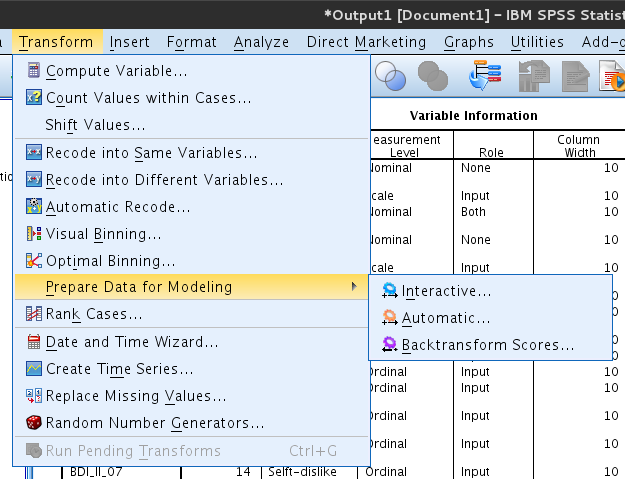 *Output1 [Document1] – IBM SPSS Statist
Transform Insert Format Analyze Direct Marketing Graphs Utilities Add-o
Compute Variable...
Count Values within Cases...
Shift Values...
Recode into Same Variables...
Recode into Different Variables...
Automatic Recode...
Visual Binning...
Optimal Binning...
Prepare Data for Modeling
Rank Cases...
Date and Time Wizard...
Create Time Series...
Replace Missing Values...
Random Number Generators...
Run Pending Transforms Ctrl+G
Interactive...
Automatic...
Backtransform Scores...
Variable Information
easurement Column
Level Role Width
Nominal None 10
cale Input 10
Nominal Both 10
Nominal None 10
cale Input 10
Ordinal Input 10
Ordinal Input 10
Ordinal Input 10
Ordinal Input 10
BDI_II_07 14 Selft-dislike Ordinal Input 10